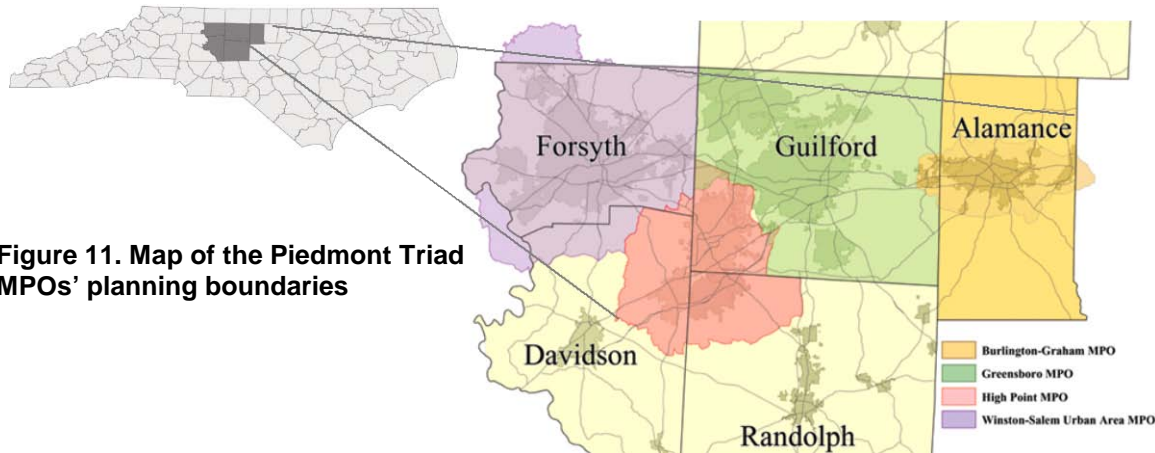 Forsyth
Guilford
Alamance
Figure 11. Map of the Piedmont Triad
MPOs’ planning boundaries
Davidson
Randolph
Burlington-Graham MPO
Greensboro MPO
High Point MPO
Winston-Salem Urban Area MPO